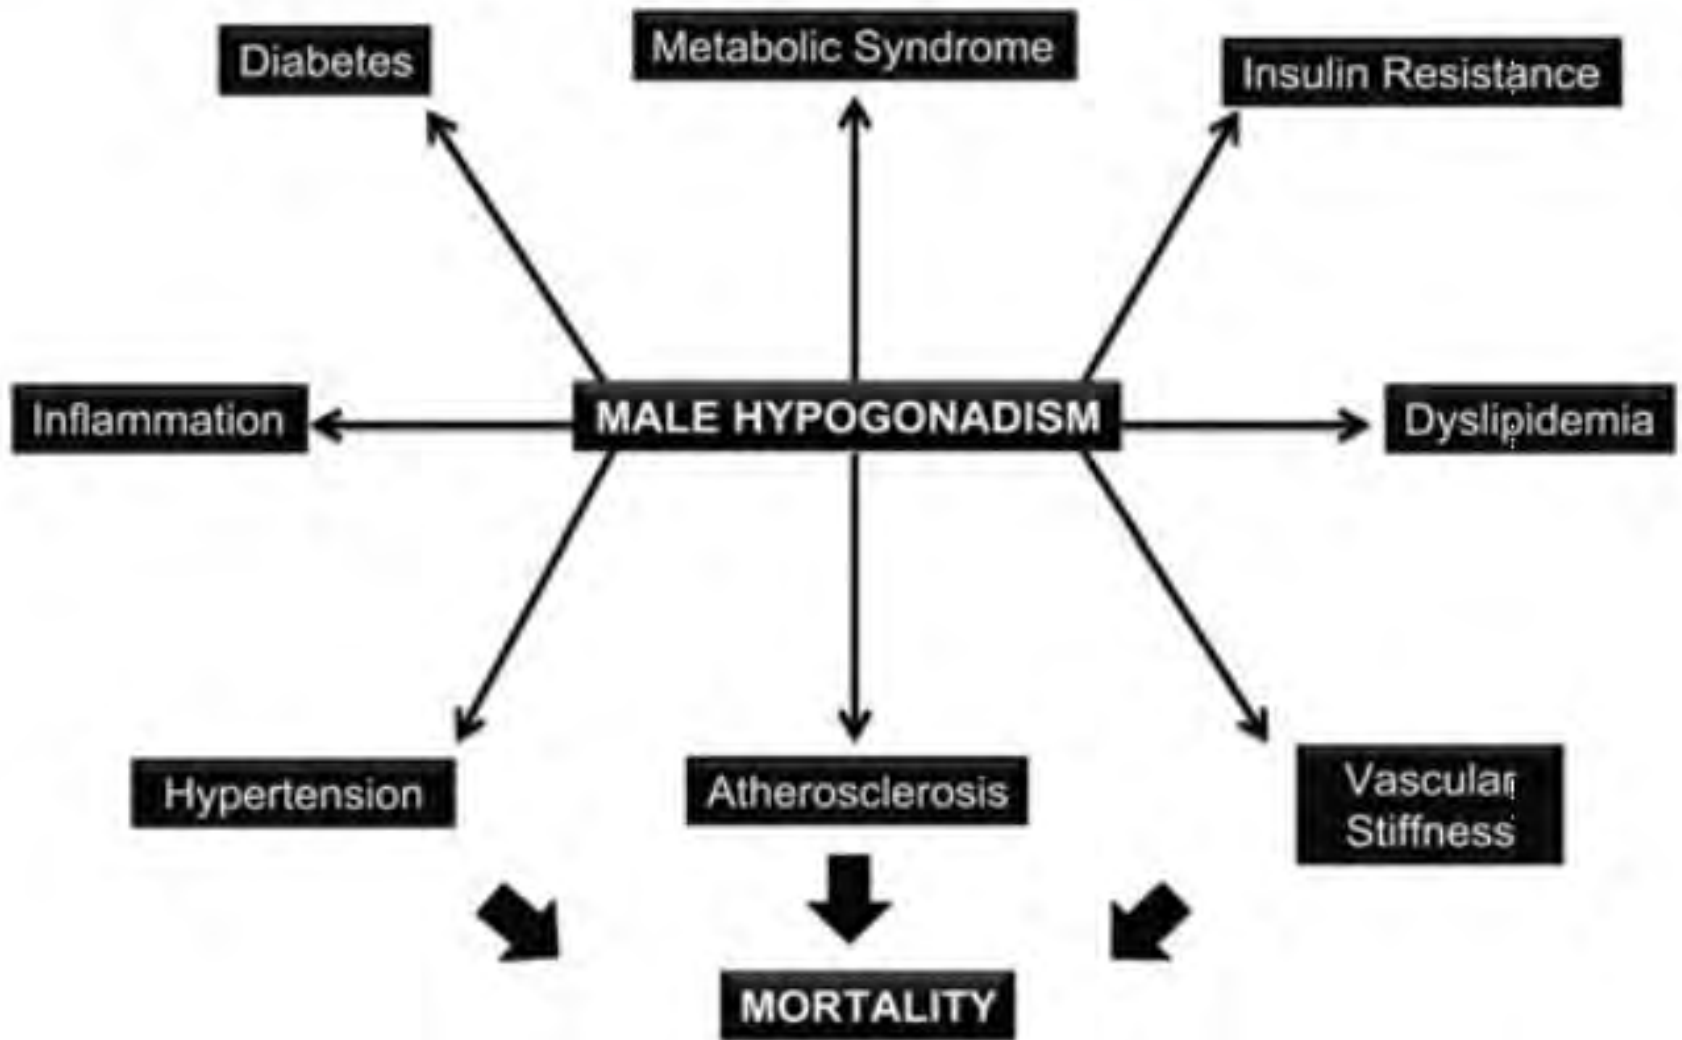 Diabetes
Metabolic Syndrome
Insulin Resistance
Inflammation
MALE HYPOGONADISM
Dyslipidemia
Hypertension
Atherosclerosis
Vascular
Stiffness
MORTALITY